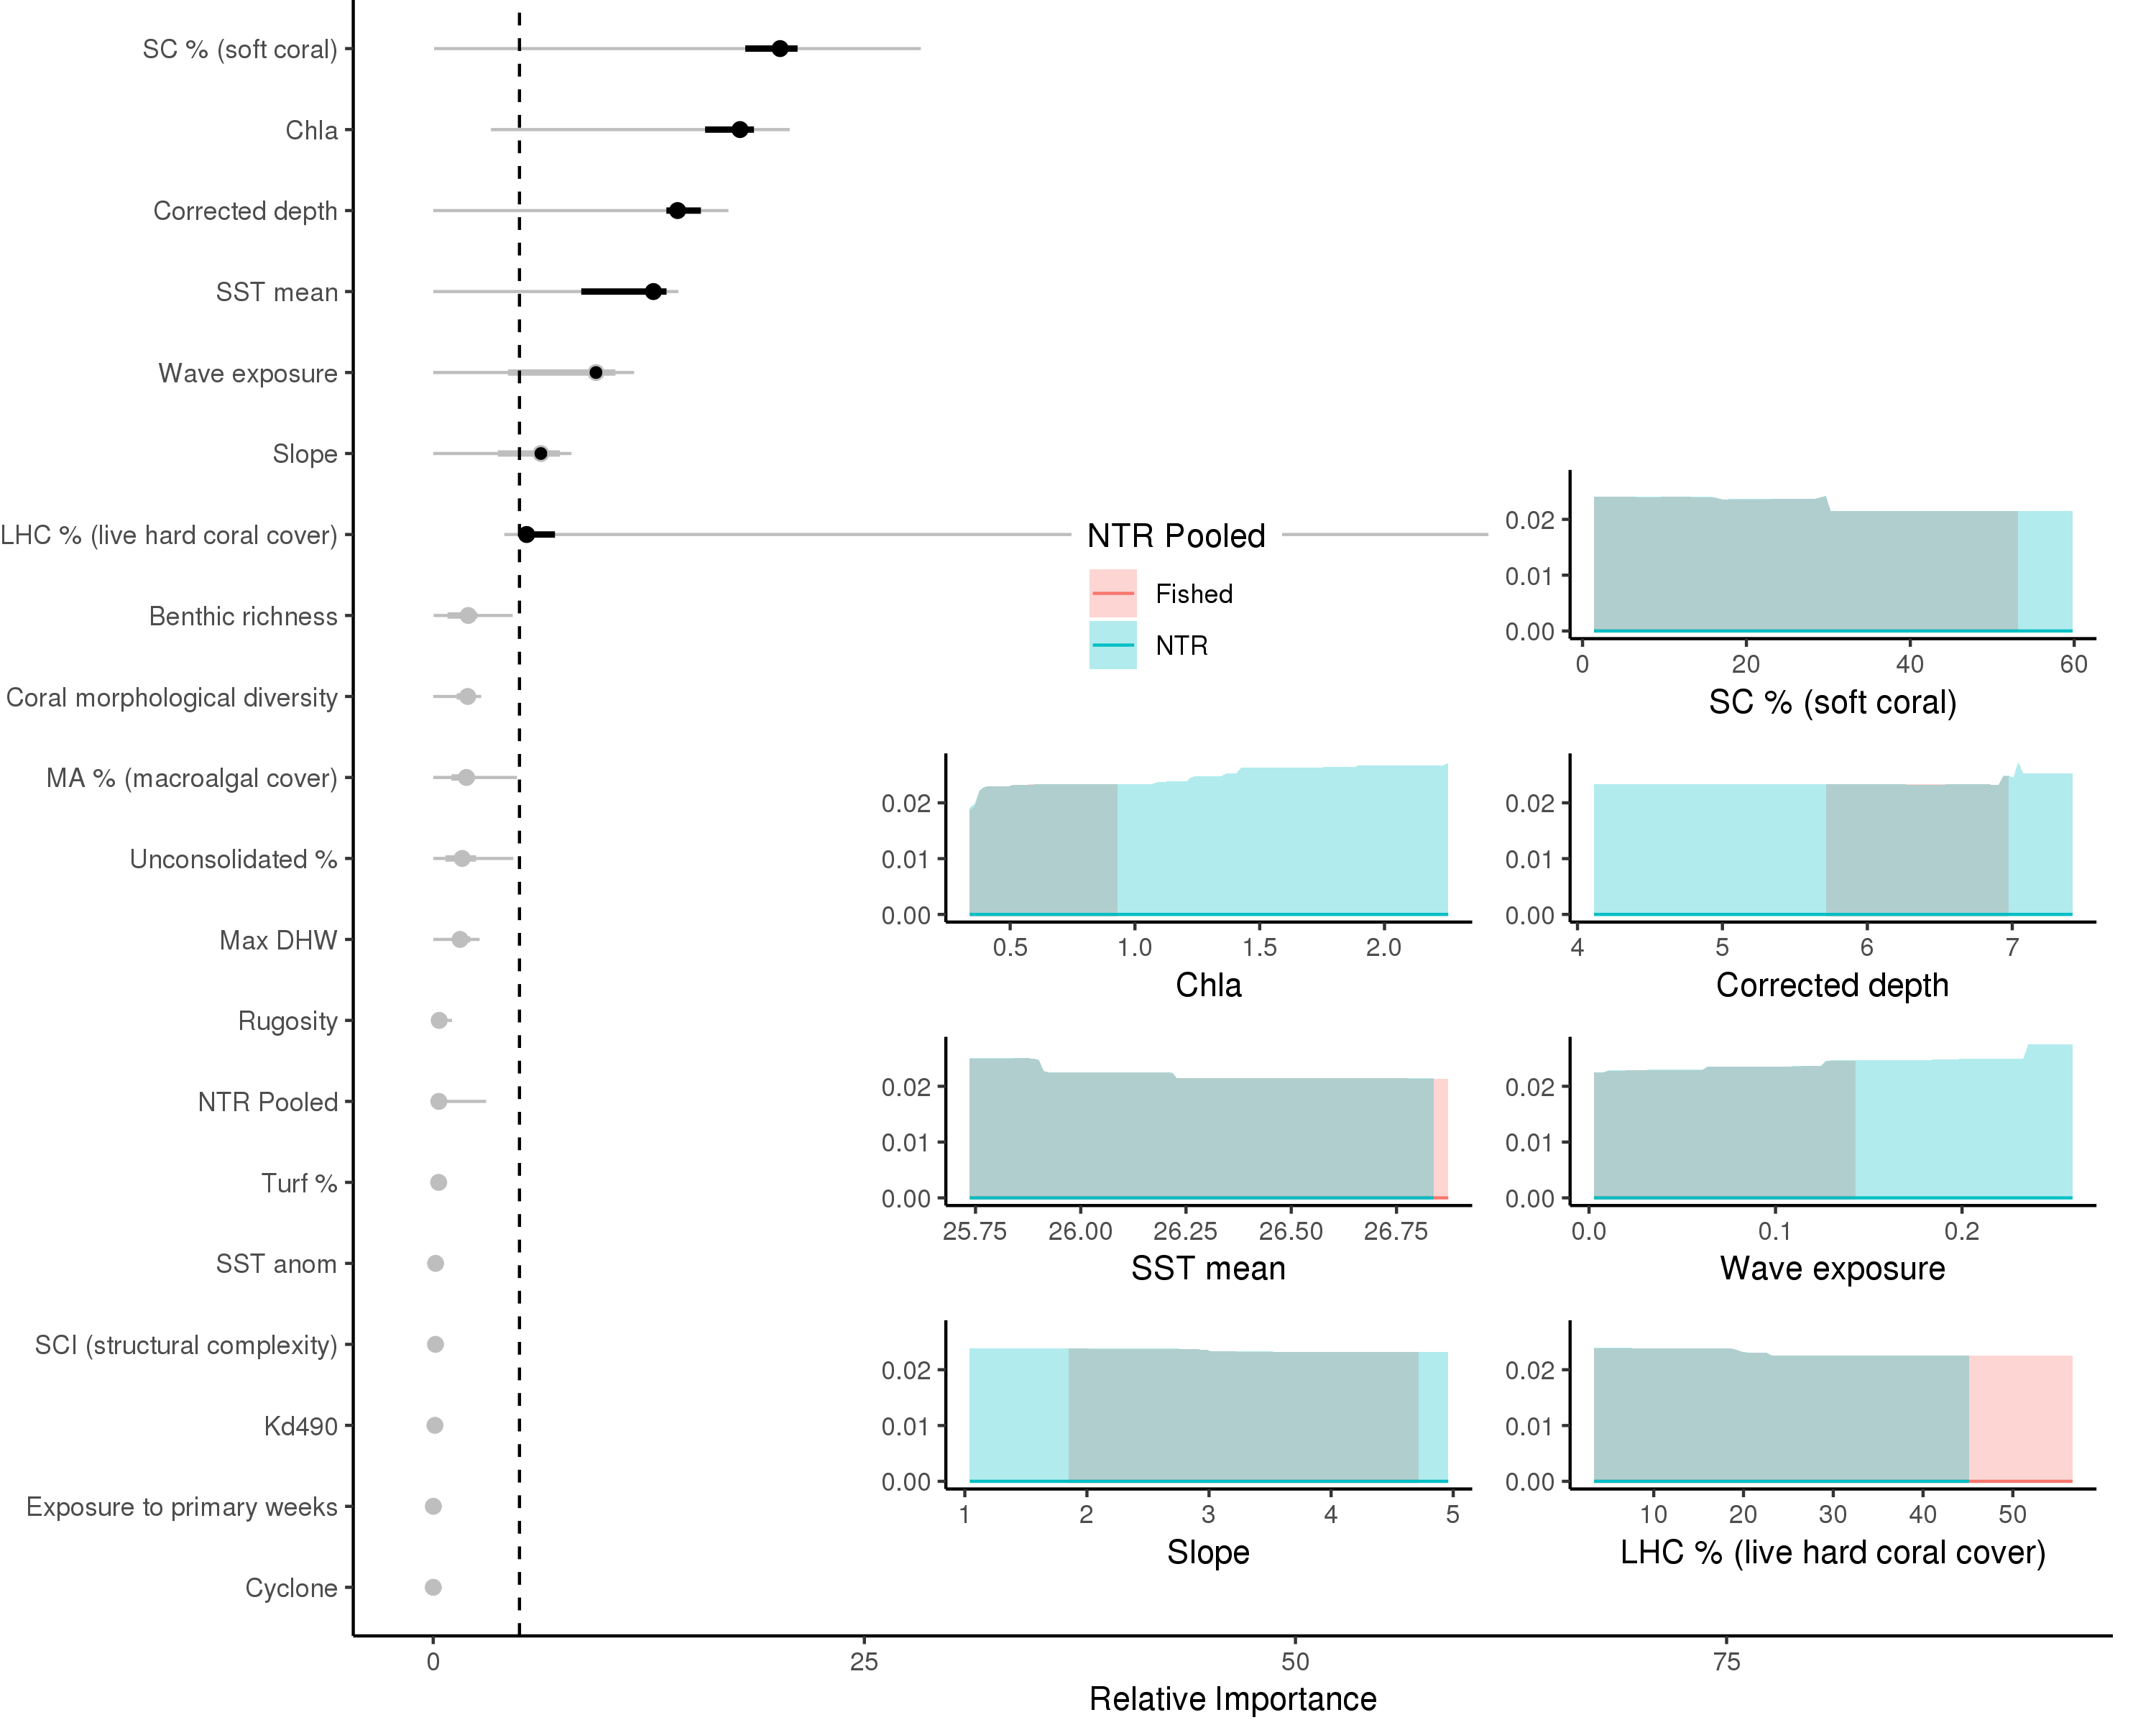 SC % (soft coral)
Chla
Corrected depth
SST mean
Wave exposure
Slope
LHC % (live hard coral cover)
Benthic richness
Coral morphological diversity
MA % (macroalgal cover)
Unconsolidated %
Max DHW
Rugosity
NTR Pooled
Turf %
SST anom
SCI (structural complexity)
Kd490
Exposure to primary weeks
Cyclone
0 25 50 75
Relative Importance
NTR Pooled
Fished
NTR
0.02
0.01
0.00
0 20 40 60
SC % (soft coral)
0.02
0.01
0.00
0.5 1.0 1.5 2.0
Chla
0.02
0.01
0.00
4 5 6 7
Corrected depth
0.02
0.01
0.00
25.75 26.00 26.25 26.50 26.75
SST mean
0.02
0.01
0.00
0.0 0.1 0.2
Wave exposure
0.02
0.01
0.00
1 2 3 4 5
Slope
0.02
0.01
0.00
10 20 30 40 50
LHC % (live hard coral cover)